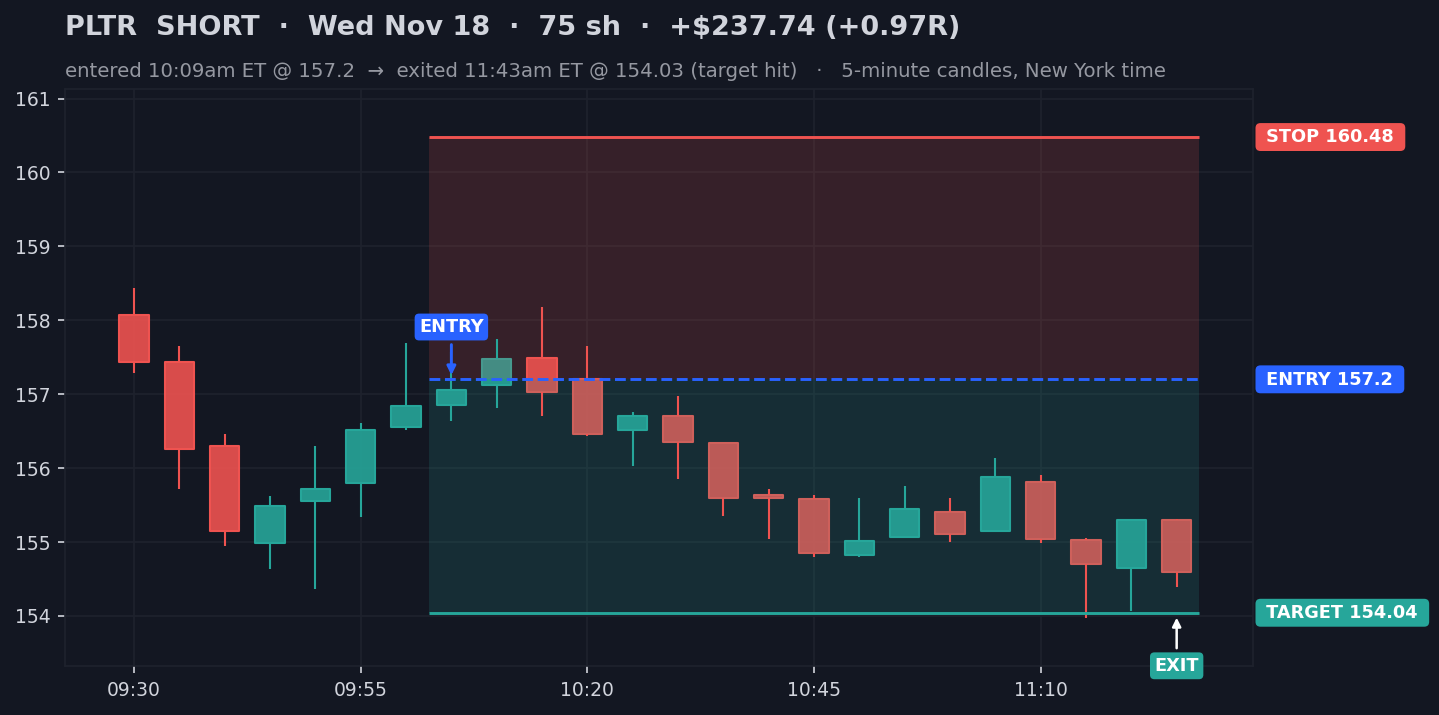 PLTR SHORT · Wed Nov 18 · 75 sh · +$237.74 (+0.97R)
entered 10:09am ET @ 157.2 → exited 11:43am ET @ 154.03 (target hit) · 5-minute candles, New York time
161
STOP 160.48
160
159
158
ENTRY
ENTRY 157.2
157
156
155
154
TARGET 154.04
EXIT
09:30
09:55
10:20
10:45
11:10